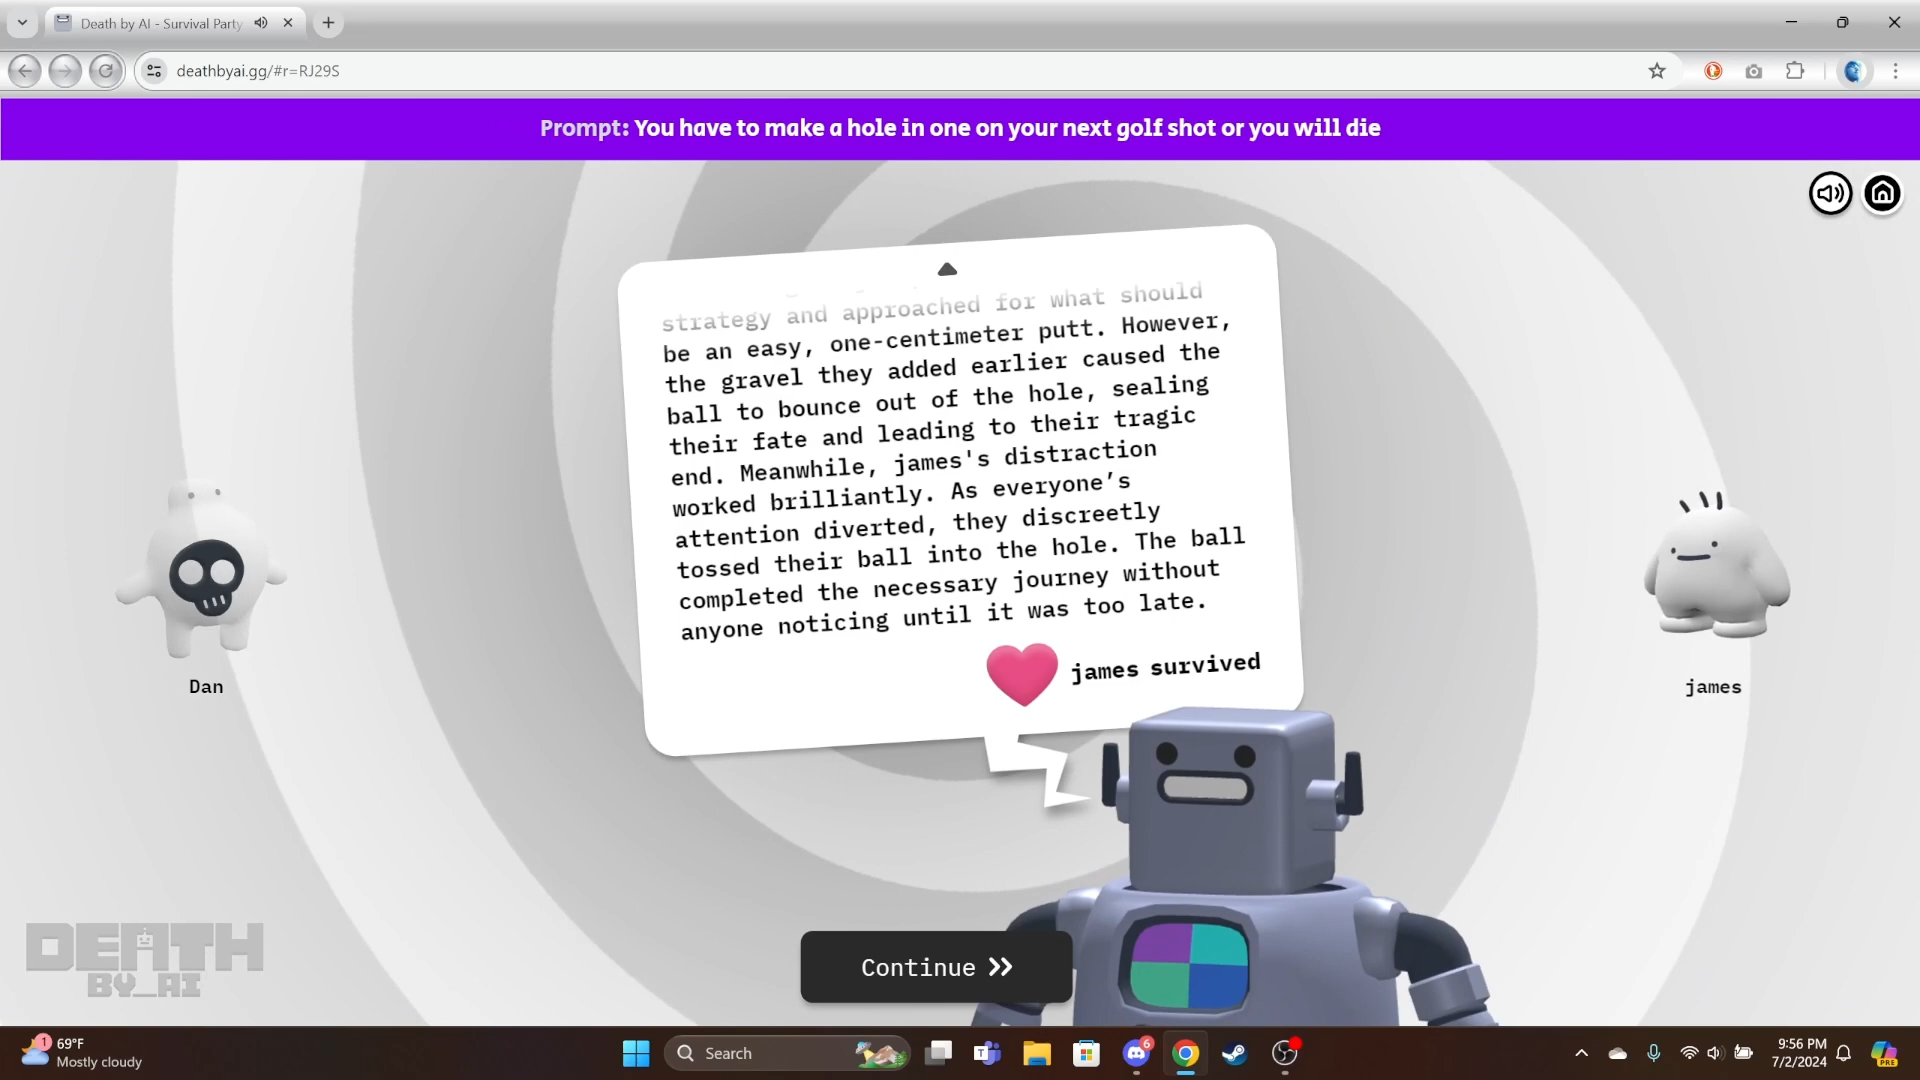 Death by AI - Survival Party
deathbyai.gg/#r=RJ29S
Prompt: You have to make a hole in one on your next golf shot or you will die
strategy and approached for what should
be an easy, one-centimeter putt. However,
the gravel they added earlier caused the
ball to bounce out of the hole, sealing
their fate and leading to their tragic
end. Meanwhile, james's distraction
worked brilliantly. As everyone’s
attention diverted, they discreetly
tossed their ball into the hole. The ball
completed the necessary journey without
anyone noticing until it was too late.
james survived
Dan
james
DEATH
BY_AI
Continue
1
69°F
Mostly cloudy
Search
6
9:56 PM
7/2/2024
PRE